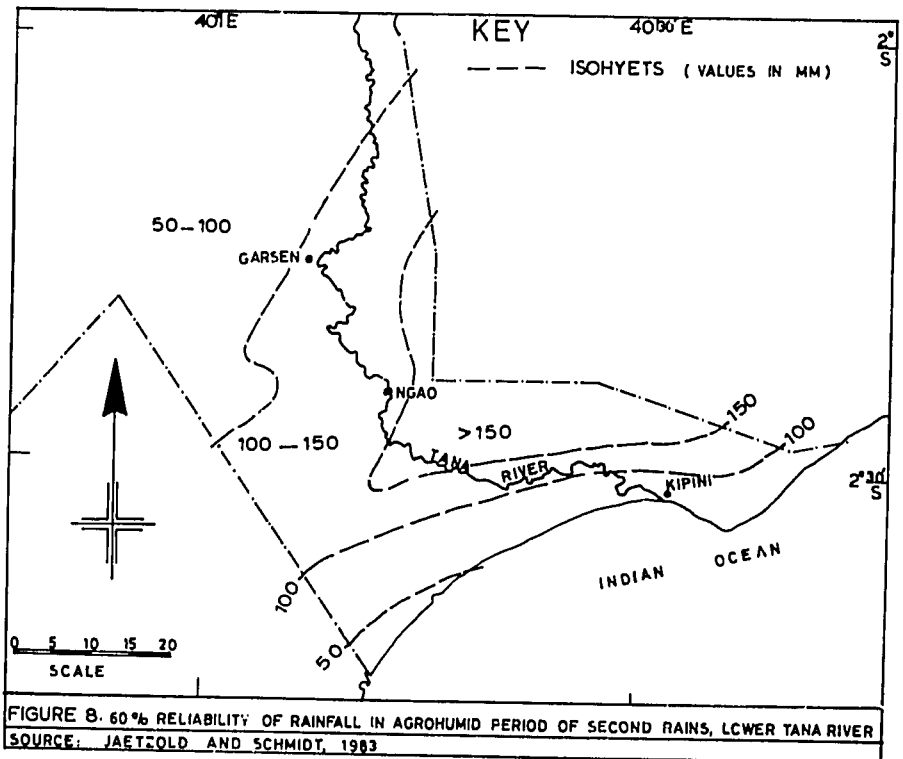 40°E
KEY
40°30' E
2°
S
— — — ISOHYETS ( VALUES IN MM )
50–100
GARSEN
NGAO
150
100–150
>150
100
TANA
RIVER
2°30'
S
KIPINI
INDIAN OCEAN
100
50
0 5 10 15 20
SCALE
FIGURE 8. 60% RELIABILITY OF RAINFALL IN AGROHUMID PERIOD OF SECOND RAINS, LOWER TANA RIVER
SOURCE: JAETZOLD AND SCHMIDT, 1983